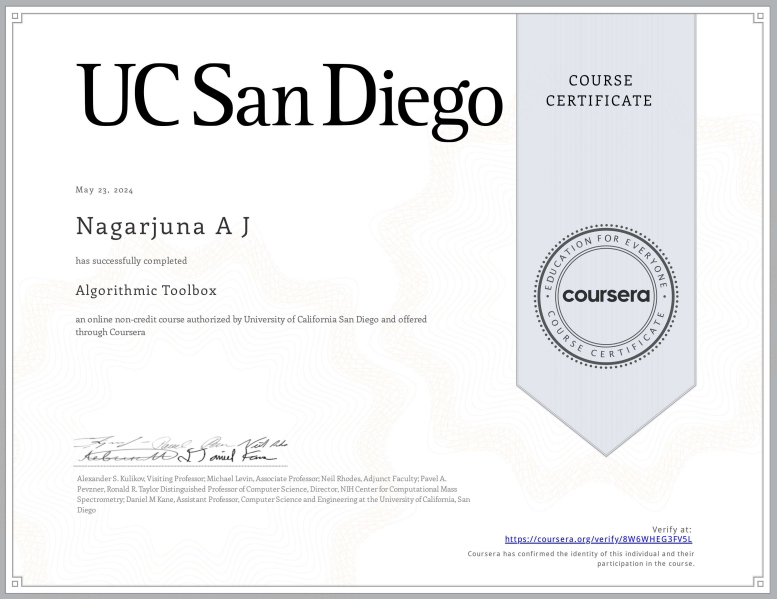 UC San Diego
COURSE
CERTIFICATE
May 23, 2024
Nagarjuna A J
has successfully completed
Algorithmic Toolbox
an online non-credit course authorized by University of California San Diego and offered
through Coursera
EDUCATION FOR EVERYONE
coursera
COURSE CERTIFICATE
Alexander S. Kulikov, Visiting Professor; Michael Levin, Associate Professor; Neil Rhodes, Adjunct Faculty; Pavel A.
Pevzner, Ronald R. Taylor Distinguished Professor of Computer Science, Director, NIH Center for Computational Mass
Spectrometry; Daniel M Kane, Assistant Professor, Computer Science and Engineering at the University of California, San
Diego
Verify at:
https://coursera.org/verify/8W6WHEG3FV5L
Coursera has confirmed the identity of this individual and their
participation in the course.